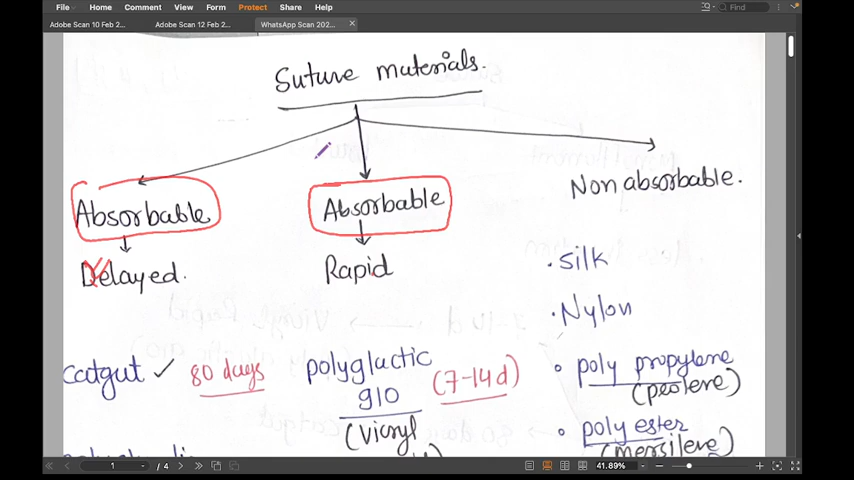 File Home Comment View Form Protect Share Help Find
Adobe Scan 10 Feb 2... Adobe Scan 12 Feb 2... WhatsApp Scan 202...
Suture materials.
Absorbable Absorbable Non absorbable.
Delayed. Rapid
. silk
. Nylon
catgut ✓ 80 days polyglactic (7-14d) • poly propylene
910 (prolene)
(vicryl • poly ester
(mersilene)
1 / 4 41.89%